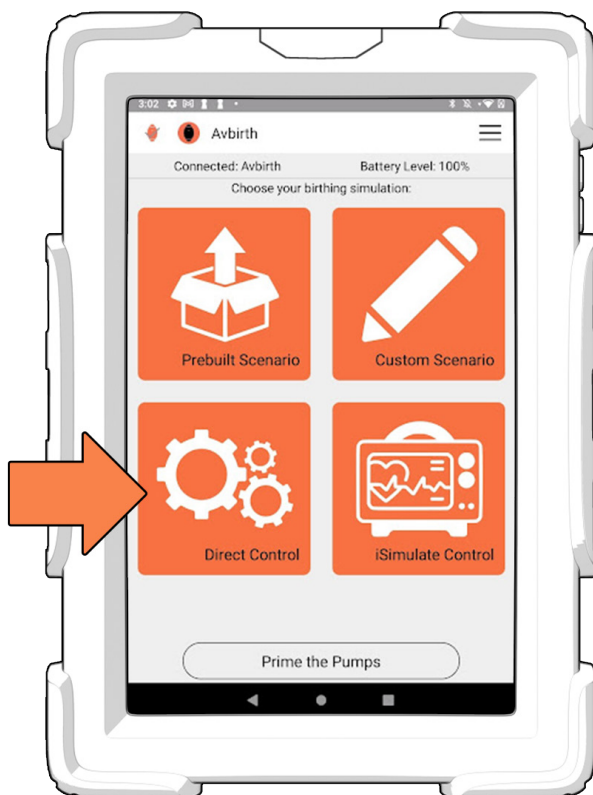 3:02
Avbirth
Connected: Avbirth Battery Level: 100%
Choose your birthing simulation:
Prebuilt Scenario Custom Scenario
Direct Control iSimulate Control
Prime the Pumps